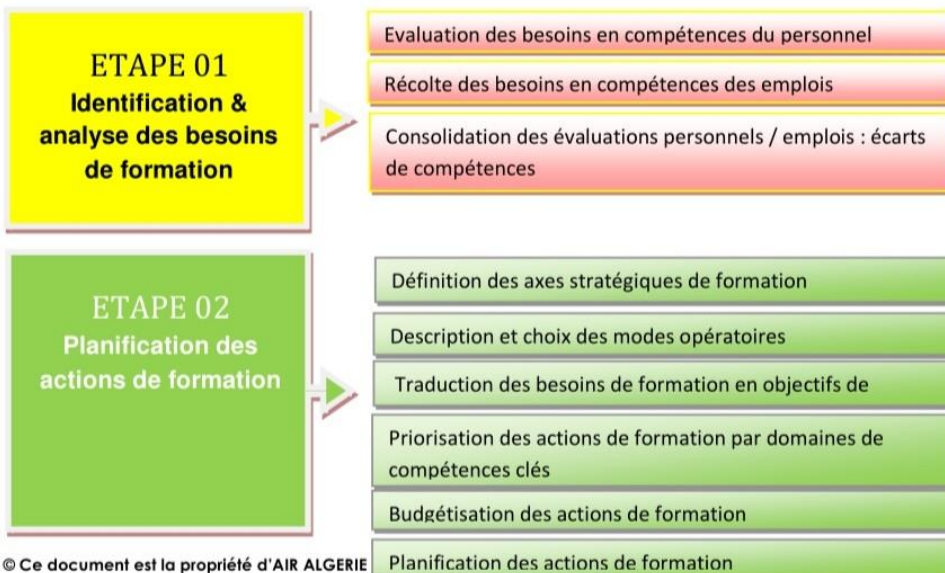 ETAPE 01
Identification &
analyse des besoins
de formation
Evaluation des besoins en compétences du personnel
Récolte des besoins en compétences des emplois
Consolidation des évaluations personnels / emplois : écarts
de compétences
ETAPE 02
Planification des
actions de formation
Définition des axes stratégiques de formation
Description et choix des modes opératoires
Traduction des besoins de formation en objectifs de
Priorisation des actions de formation par domaines de
compétences clés
Budgétisation des actions de formation
Planification des actions de formation
© Ce document est la propriété d'AIR ALGERIE